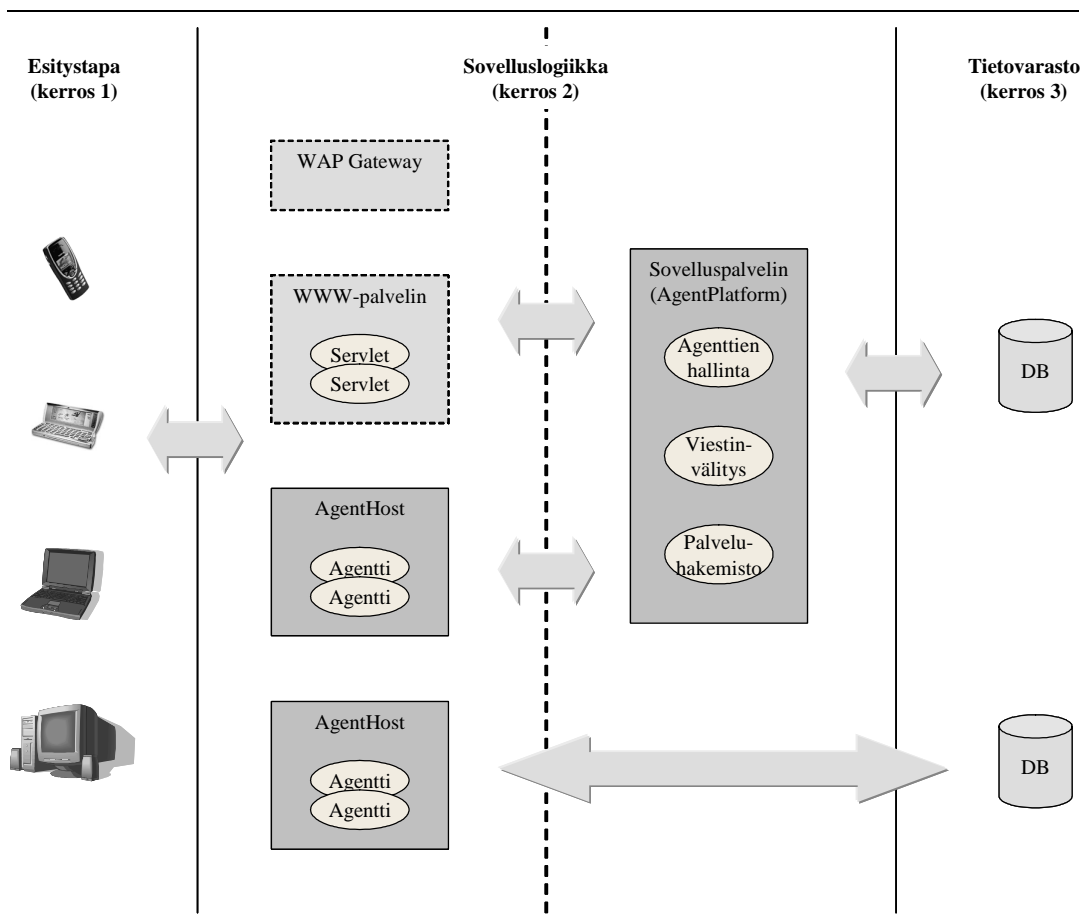 Esitystapa
(kerros 1)
Sovelluslogiikka
(kerros 2)
Tietovarasto
(kerros 3)
WAP Gateway
WWW-palvelin
Servlet
Servlet
Sovelluspalvelin
(AgentPlatform)
Agenttien
hallinta
Viestin-
välitys
Palvelu-
hakemisto
DB
AgentHost
Agentti
Agentti
AgentHost
Agentti
Agentti
DB